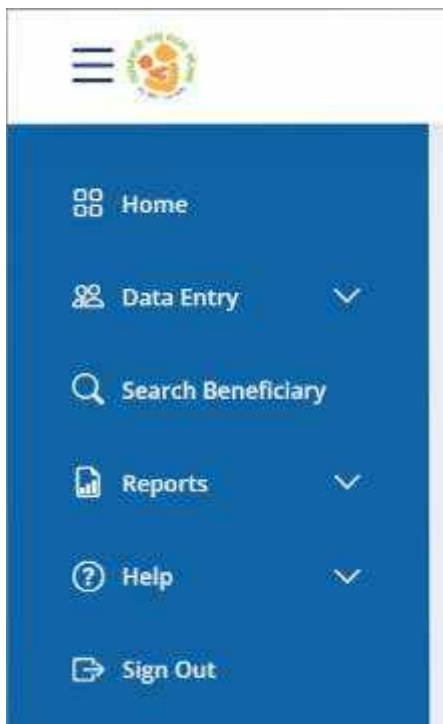 Home
Data Entry
Search Beneficiary
Reports
Help
Sign Out